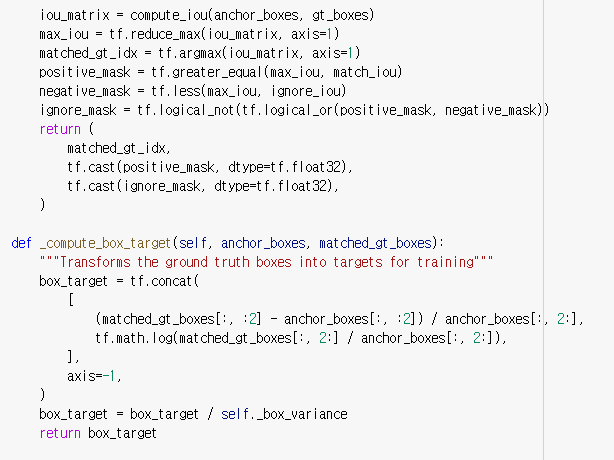 iou_matrix = compute_iou(anchor_boxes, gt_boxes)
max_iou = tf.reduce_max(iou_matrix, axis=1)
matched_gt_idx = tf.argmax(iou_matrix, axis=1)
positive_mask = tf.greater_equal(max_iou, match_iou)
negative_mask = tf.less(max_iou, ignore_iou)
ignore_mask = tf.logical_not(tf.logical_or(positive_mask, negative_mask))
return (
matched_gt_idx,
tf.cast(positive_mask, dtype=tf.float32),
tf.cast(ignore_mask, dtype=tf.float32),
)
def _compute_box_target(self, anchor_boxes, matched_gt_boxes):
"""Transforms the ground truth boxes into targets for training"""
box_target = tf.concat(
[
(matched_gt_boxes[:, :2] - anchor_boxes[:, :2]) / anchor_boxes[:, 2:],
tf.math.log(matched_gt_boxes[:, 2:] / anchor_boxes[:, 2:]),
],
axis=-1,
)
box_target = box_target / self._box_variance
return box_target